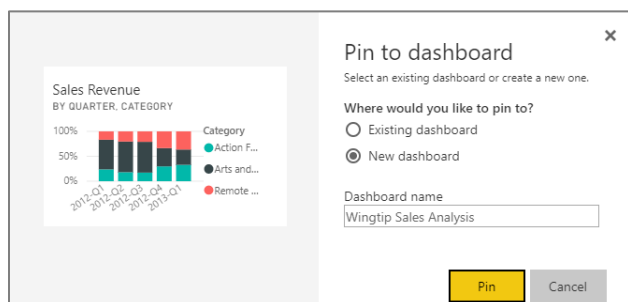 Sales Revenue
BY QUARTER, CATEGORY
100%
50%
0%
2012-Q1
2012-Q2
2012-Q3
2012-Q4
2013-Q1
Category
Action F...
Arts and...
Remote ...
Pin to dashboard
Select an existing dashboard or create a new one.
Where would you like to pin to?
Existing dashboard
New dashboard
Dashboard name
Wingtip Sales Analysis
Pin Cancel